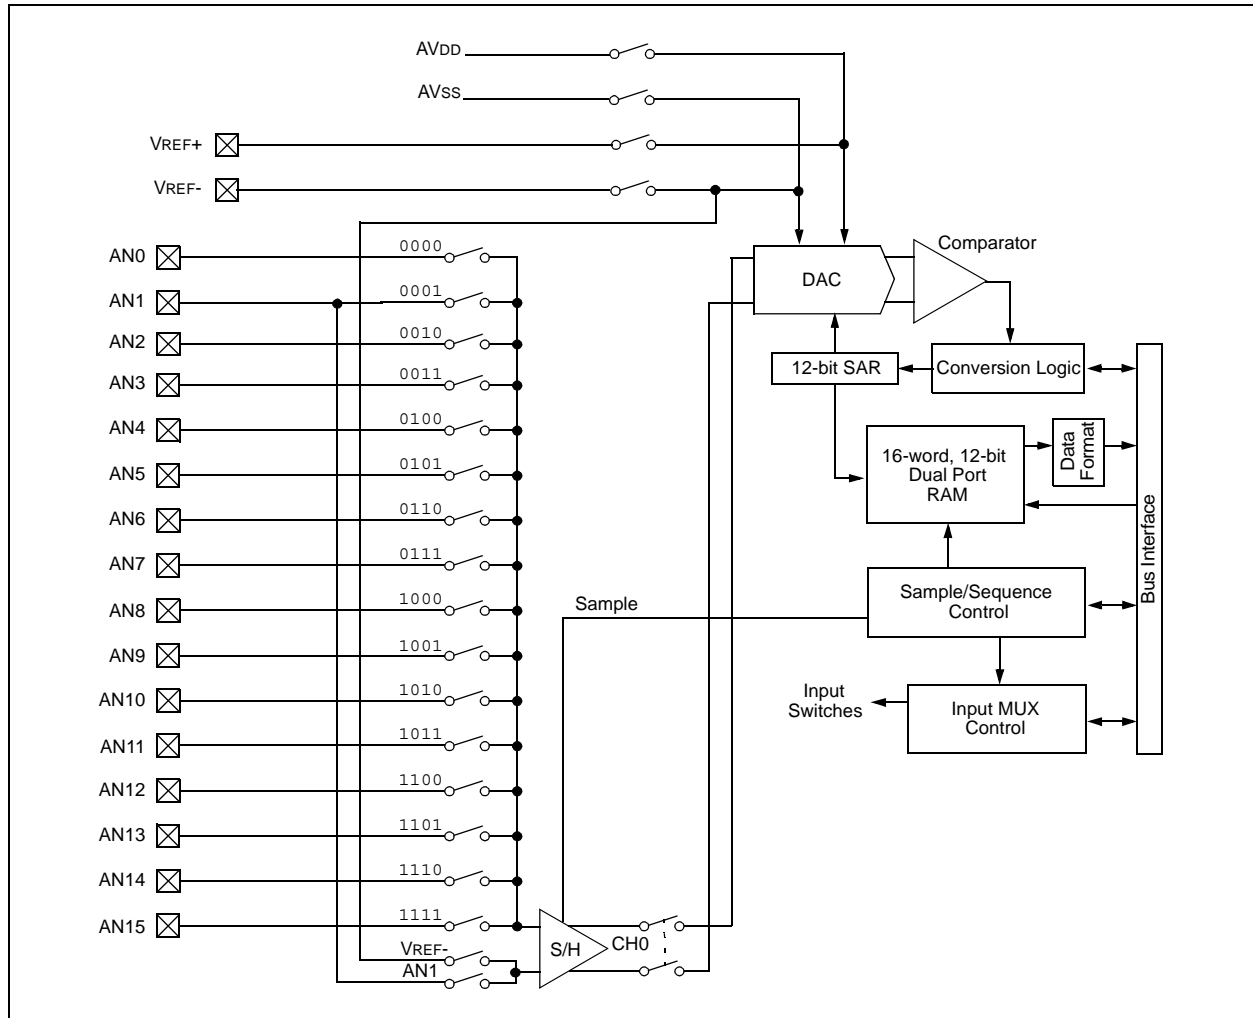 AVDD
AVSS
VREF+
VREF-
AN0
0000
AN1
0001
AN2
0010
AN3
0011
AN4
0100
AN5
0101
AN6
0110
AN7
0111
AN8
1000
AN9
1001
AN10
1010
AN11
1011
AN12
1100
AN13
1101
AN14
1110
AN15
1111
VREF-
AN1
S/H
CH0
Sample
DAC
Comparator
12-bit SAR
Conversion Logic
16-word, 12-bit
Dual Port
RAM
Data
Format
Bus Interface
Sample/Sequence
Control
Input
Switches
Input MUX
Control